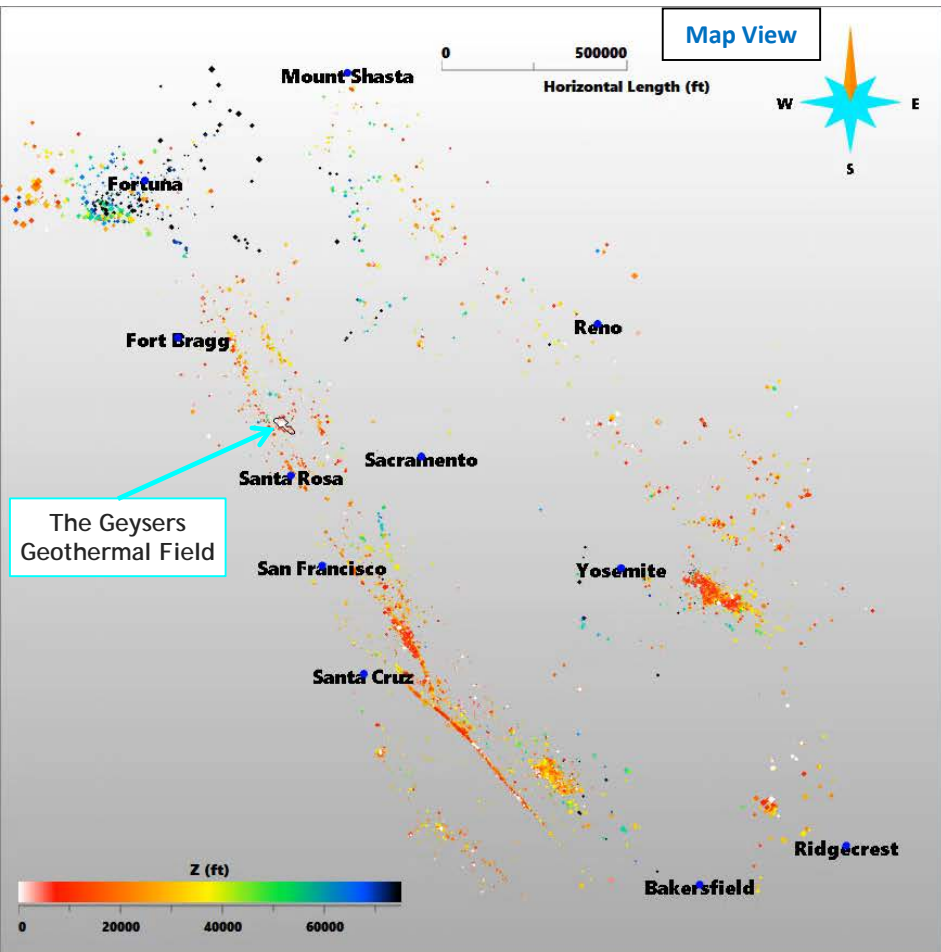 Map View
0 500000
Horizontal Length (ft)
Mount Shasta
W E
S
Fortuna
Fort Bragg
Reno
Sacramento
Santa Rosa
The Geysers
Geothermal Field
San Francisco
Yosemite
Santa Cruz
Ridgecrest
Z (ft)
Bakersfield
0 20000 40000 60000